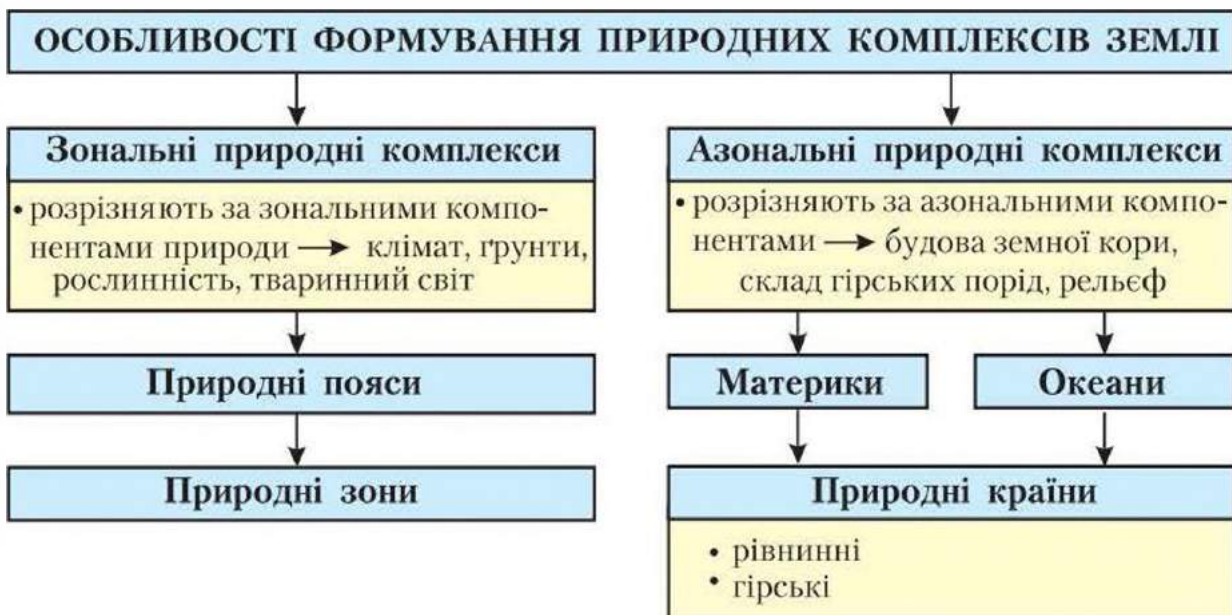 ОСОБЛИВОСТІ ФОРМУВАННЯ ПРИРОДНИХ КОМПЛЕКСІВ ЗЕМЛІ
Зональні природні комплекси
• розрізняють за зональними компо-
нентами природи → клімат, ґрунти,
рослинність, тваринний світ
Природні пояси
Природні зони
Азональні природні комплекси
• розрізняють за азональними компо-
нентами → будова земної кори,
склад гірських порід, рельєф
Материки
Океани
Природні країни
• рівнинні
• гірські